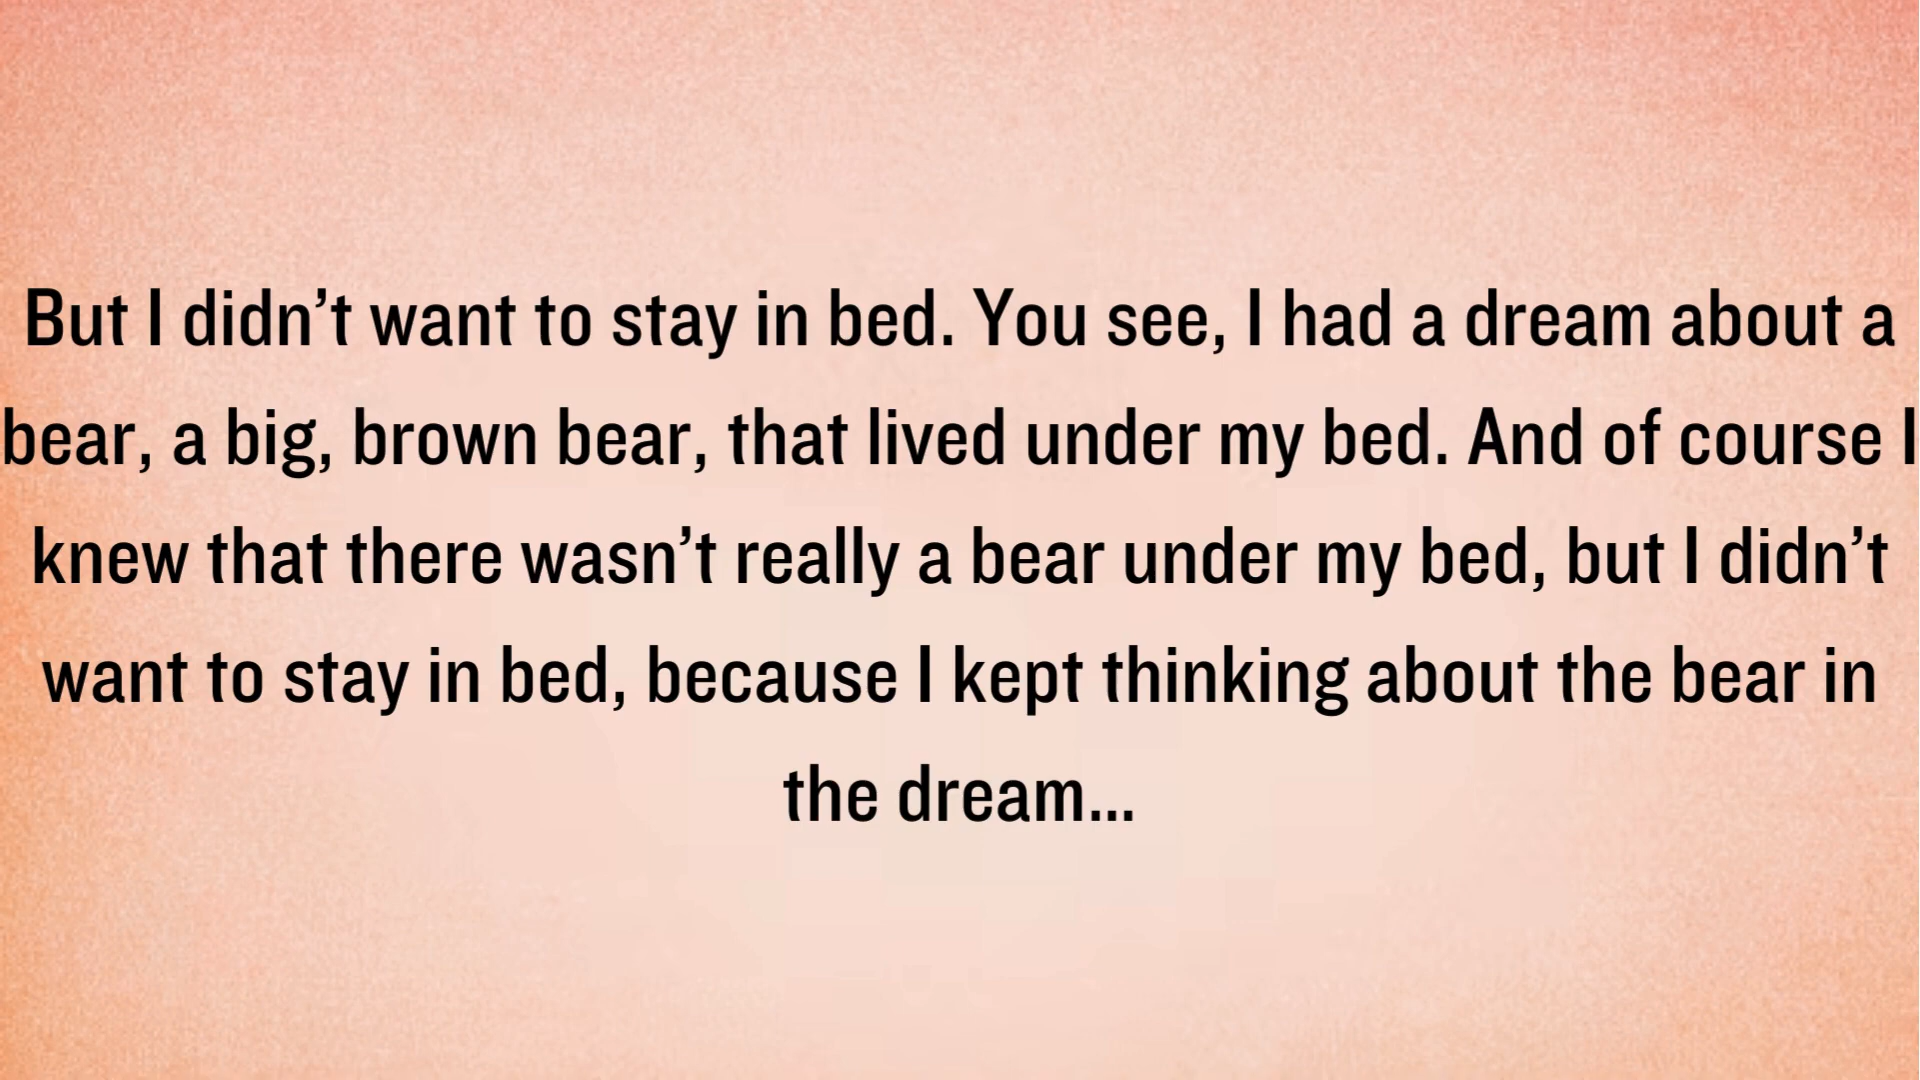 But I didn’t want to stay in bed. You see, I had a dream about a
bear, a big, brown bear, that lived under my bed. And of course I
knew that there wasn’t really a bear under my bed, but I didn’t
want to stay in bed, because I kept thinking about the bear in
the dream...